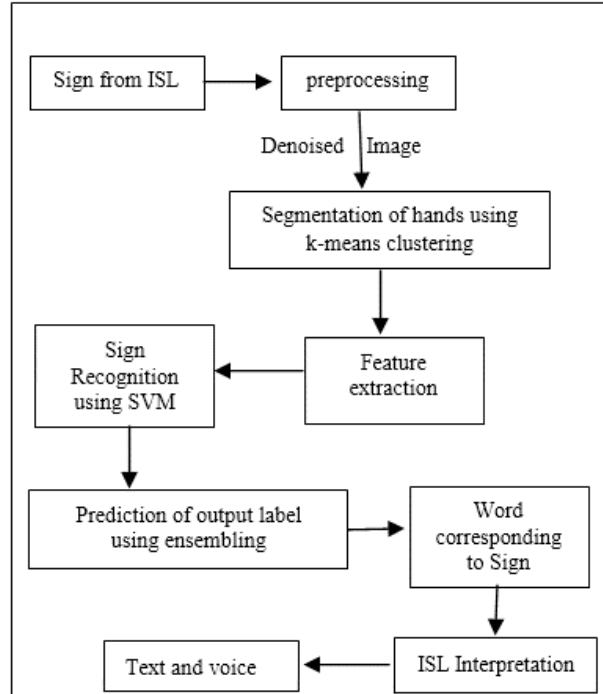 Sign from ISL
preprocessing
Denoised Image
Segmentation of hands using
k-means clustering
Feature
extraction
Sign
Recognition
using SVM
Prediction of output label
using ensembling
Word
corresponding
to Sign
ISL Interpretation
Text and voice